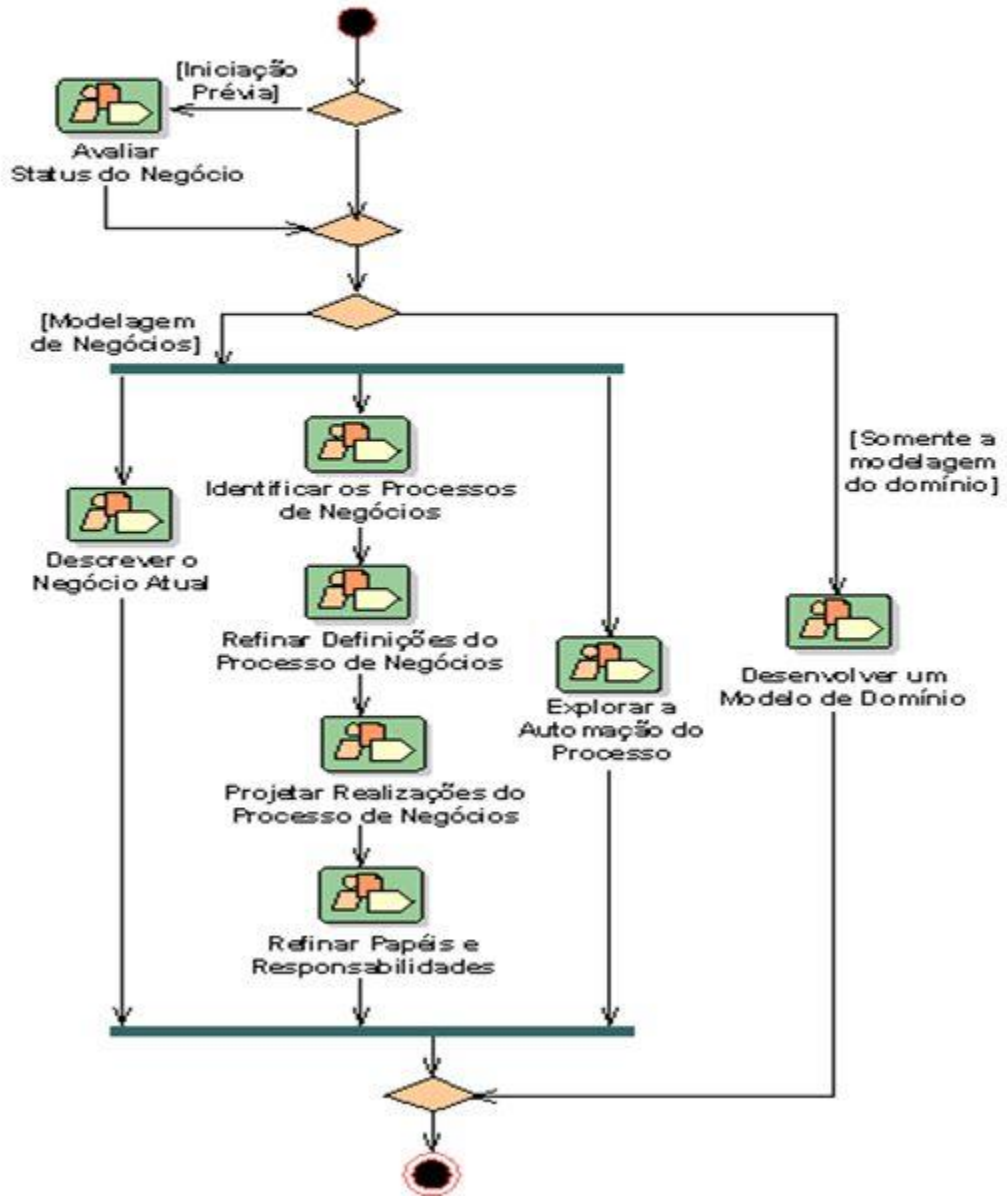 [Iniciação
Prévia]
Avaliar
Status do Negócio
[Modelagem
de Negócios]
Identificar os Processos
de Negócios
[Somente a
modelagem
do domínio]
Descrever o
Negócio Atual
Refinar Definições do
Processo de Negócios
Explorar a
Automação do
Processo
Desenvolver um
Modelo de Domínio
Projetar Realizações do
Processo de Negócios
Refinar Papéis e
Responsabilidades